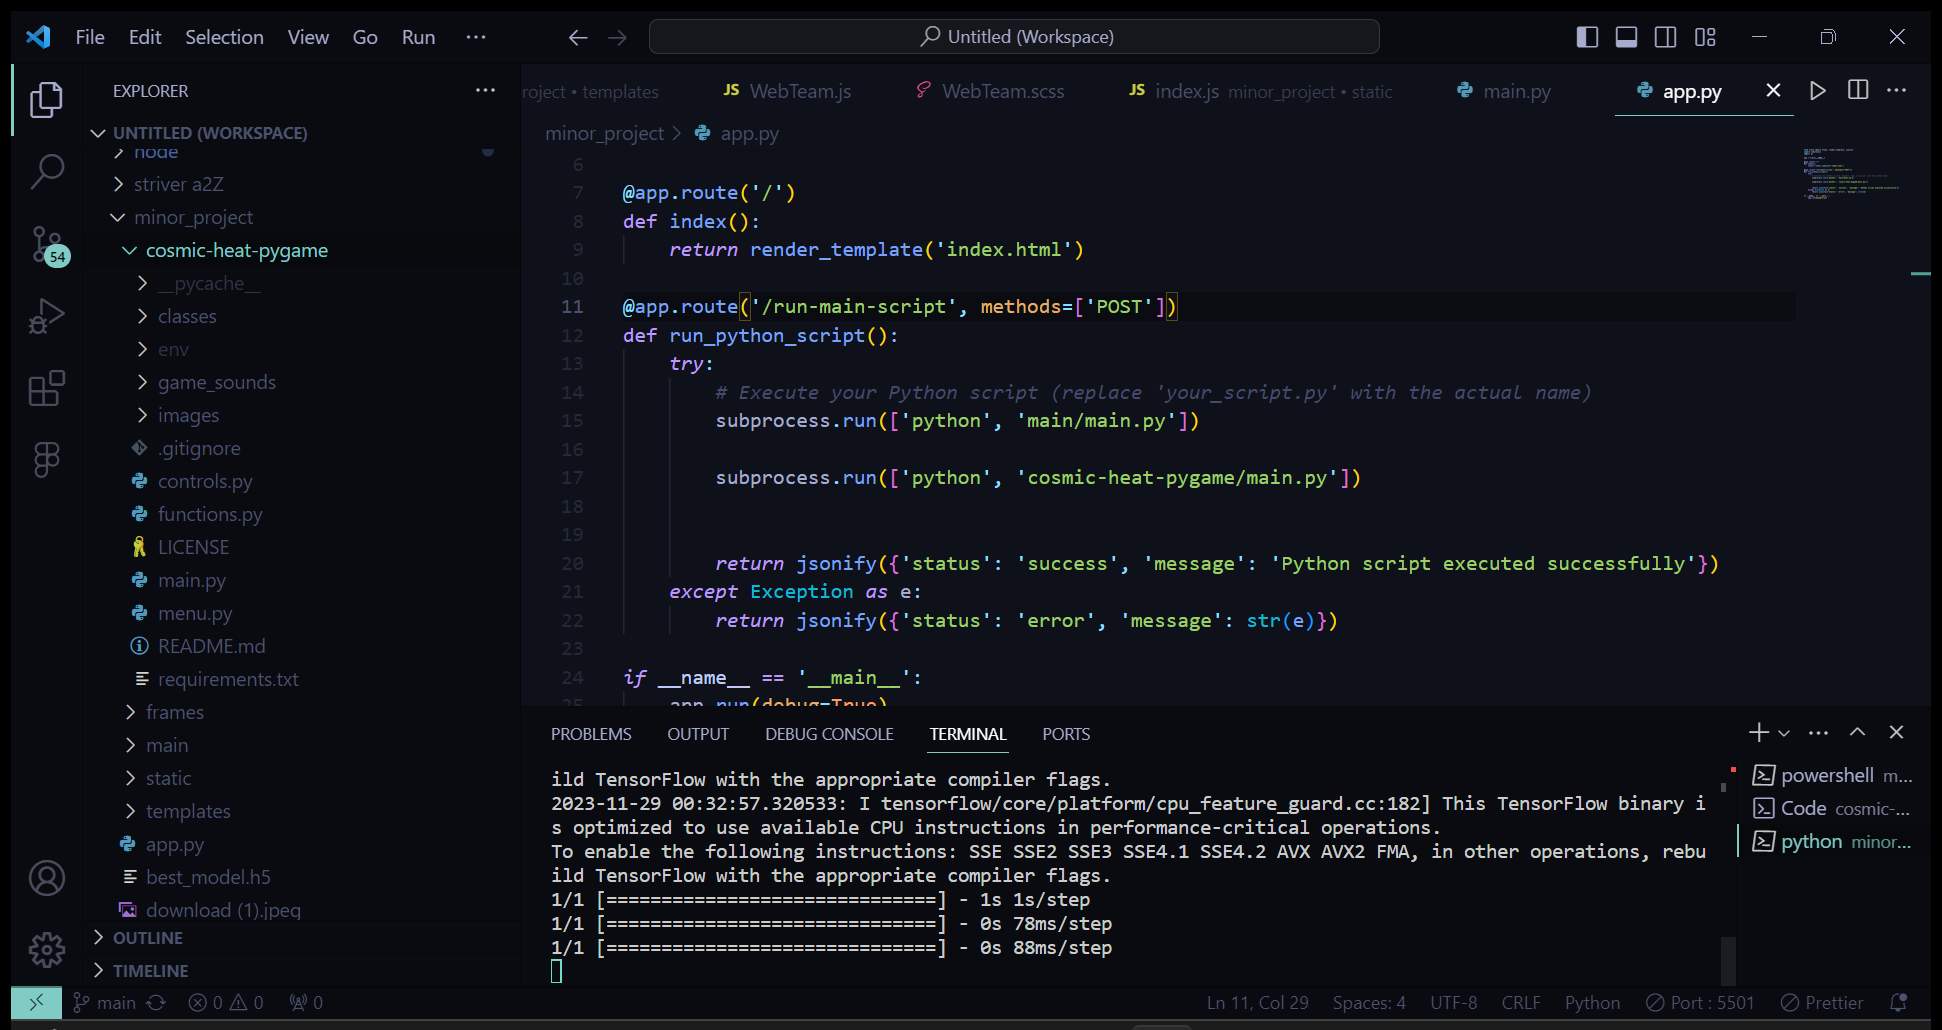 File Edit Selection View Go Run ···
Untitled (Workspace)
EXPLORER
UNTITLED (WORKSPACE)
node
striver a2Z
minor_project
cosmic-heat-pygame
__pycache__
classes
env
game_sounds
images
.gitignore
controls.py
functions.py
LICENSE
main.py
menu.py
README.md
requirements.txt
frames
main
static
templates
app.py
best_model.h5
download (1).jpeg
OUTLINE
TIMELINE
54
roject • templates JS WebTeam.js WebTeam.scss JS index.js minor_project • static main.py app.py
minor_project > app.py
6
7 @app.route('/')
8 def index():
9 return render_template('index.html')
10
11 @app.route('/run-main-script', methods=['POST'])
12 def run_python_script():
13 try:
14 # Execute your Python script (replace 'your_script.py' with the actual name)
15 subprocess.run(['python', 'main/main.py'])
16
17 subprocess.run(['python', 'cosmic-heat-pygame/main.py'])
18
19
20 return jsonify({'status': 'success', 'message': 'Python script executed successfully'})
21 except Exception as e:
22 return jsonify({'status': 'error', 'message': str(e)})
23
24 if __name__ == '__main__':
25 app.run(debug=True)
PROBLEMS OUTPUT DEBUG CONSOLE TERMINAL PORTS
ild TensorFlow with the appropriate compiler flags.
2023-11-29 00:32:57.320533: I tensorflow/core/platform/cpu_feature_guard.cc:182] This TensorFlow binary i
s optimized to use available CPU instructions in performance-critical operations.
To enable the following instructions: SSE SSE2 SSE3 SSE4.1 SSE4.2 AVX AVX2 FMA, in other operations, rebu
ild TensorFlow with the appropriate compiler flags.
1/1 [==============================] - 1s 1s/step
1/1 [==============================] - 0s 78ms/step
1/1 [==============================] - 0s 88ms/step
powershell m...
Code cosmic-...
python minor...
main 0 0 0
Ln 11, Col 29 Spaces: 4 UTF-8 CRLF Python Port : 5501 Prettier